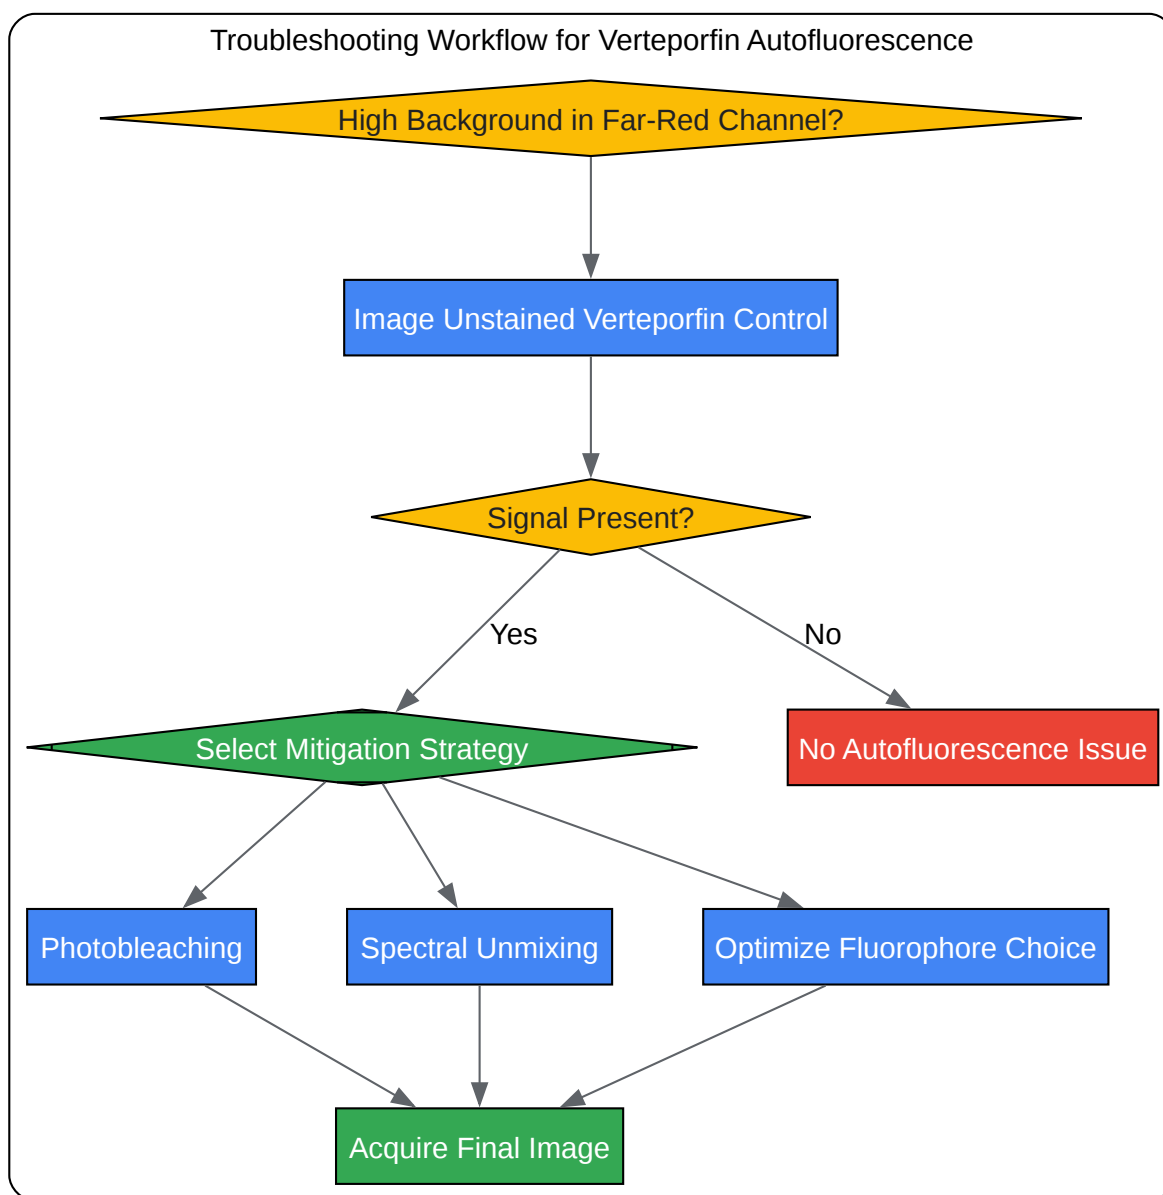 Troubleshooting Workflow for Verteporfin Autofluorescence
High Background in Far-Red Channel?
Image Unstained Verteporfin Control
Signal Present?
Yes
No
Select Mitigation Strategy
No Autofluorescence Issue
Photobleaching
Spectral Unmixing
Optimize Fluorophore Choice
Acquire Final Image